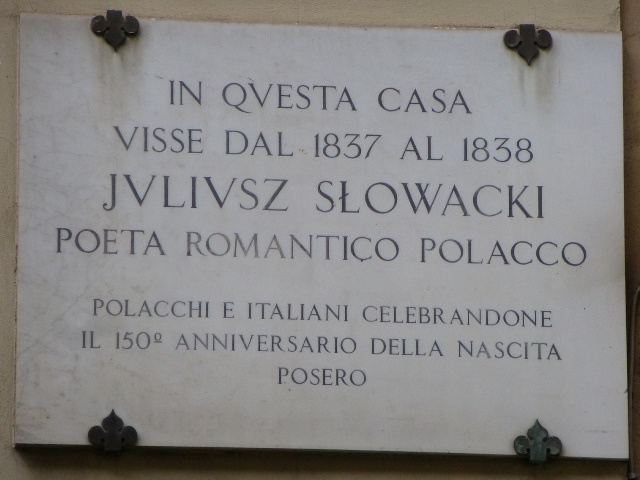 IN QVESTA CASA
VISSE DAL 1837 AL 1838
JVLIVSZ SŁOWACKI
POETA ROMANTICO POLACCO
POLACCHI E ITALIANI CELEBRANDONE
IL 150º ANNIVERSARIO DELLA NASCITA
POSERO